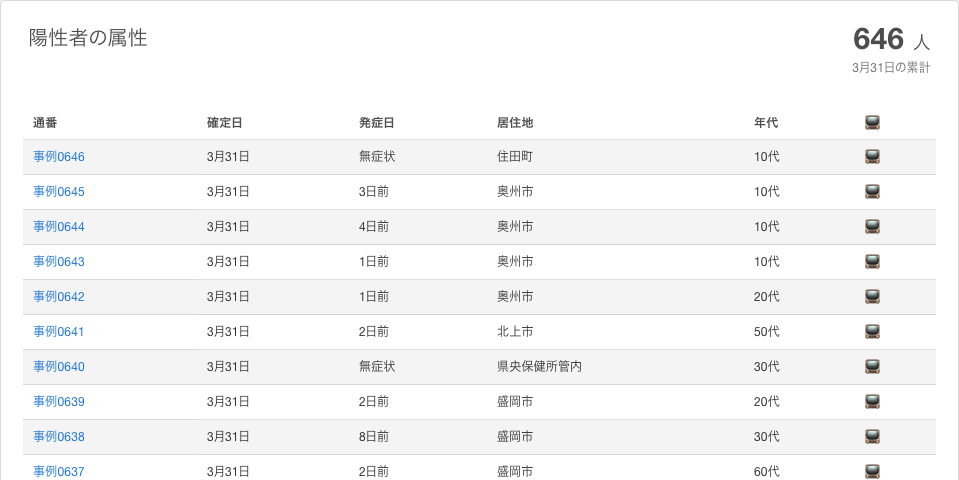 陽性者の属性
646 人
3月31日の累計
通番 確定日 発症日 居住地 年代
事例0646 3月31日 無症状 住田町 10代
事例0645 3月31日 3日前 奥州市 10代
事例0644 3月31日 4日前 奥州市 10代
事例0643 3月31日 1日前 奥州市 10代
事例0642 3月31日 1日前 奥州市 20代
事例0641 3月31日 2日前 北上市 50代
事例0640 3月31日 無症状 県央保健所管内 30代
事例0639 3月31日 2日前 盛岡市 20代
事例0638 3月31日 8日前 盛岡市 30代
事例0637 3月31日 2日前 盛岡市 60代